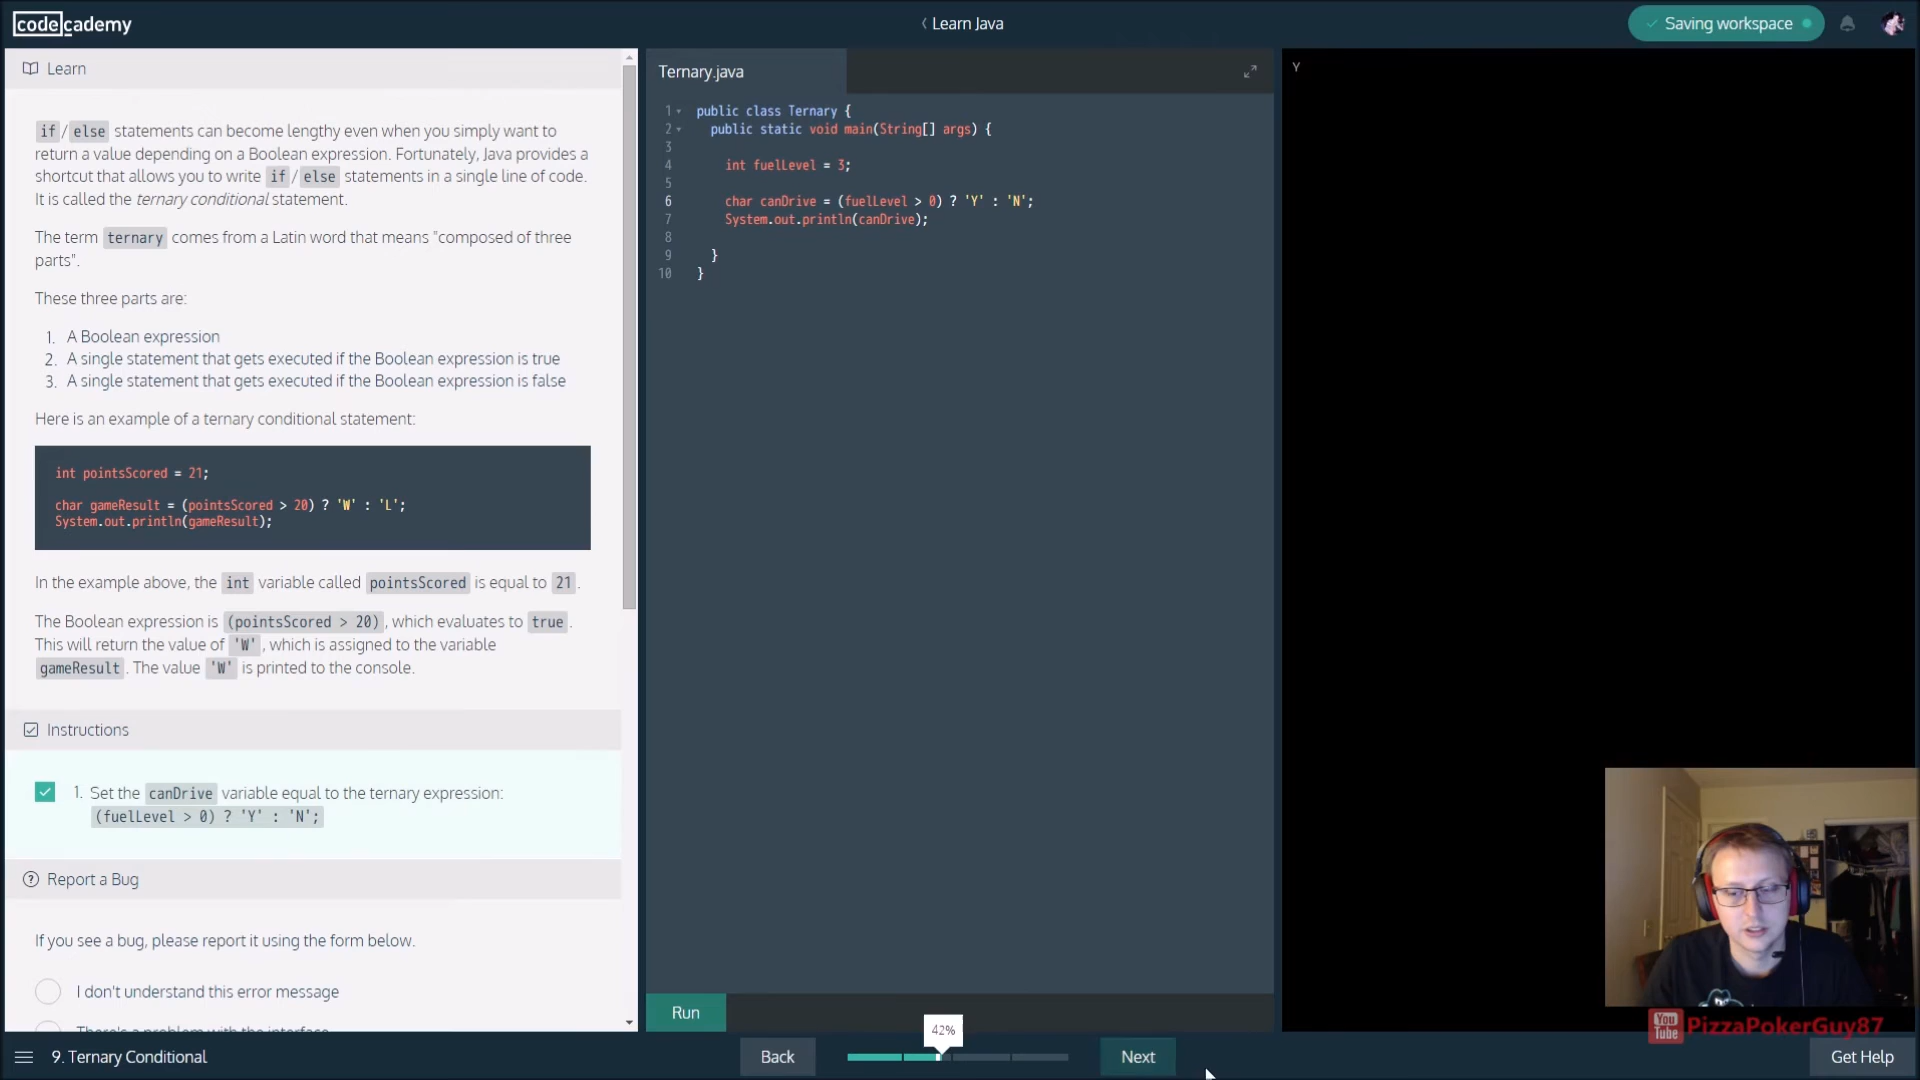 codecademy
Learn Java
Saving workspace
Learn
if / else statements can become lengthy even when you simply want to
return a value depending on a Boolean expression. Fortunately, Java provides a
shortcut that allows you to write if / else statements in a single line of code.
It is called the ternary conditional statement.
The term ternary comes from a Latin word that means "composed of three
parts".
These three parts are:
1. A Boolean expression
2. A single statement that gets executed if the Boolean expression is true
3. A single statement that gets executed if the Boolean expression is false
Here is an example of a ternary conditional statement:
int pointsScored = 21;
char gameResult = (pointsScored > 20) ? 'W' : 'L';
System.out.println(gameResult);
In the example above, the int variable called pointsScored is equal to 21.
The Boolean expression is (pointsScored > 20), which evaluates to true.
This will return the value of 'W', which is assigned to the variable
gameResult. The value 'W' is printed to the console.
Instructions
1. Set the canDrive variable equal to the ternary expression:
(fuelLevel > 0) ? 'Y' : 'N';
Report a Bug
If you see a bug, please report it using the form below.
I don't understand this error message
There's a problem with the interface
Ternary.java
1 public class Ternary {
2 public static void main(String[] args) {
3
4 int fuelLevel = 3;
5
6 char canDrive = (fuelLevel > 0) ? 'Y' : 'N';
7 System.out.println(canDrive);
8
9 }
10 }
Run
Y
You Tube PizzaPokerGuy87
9. Ternary Conditional
Back
42%
Next
Get Help